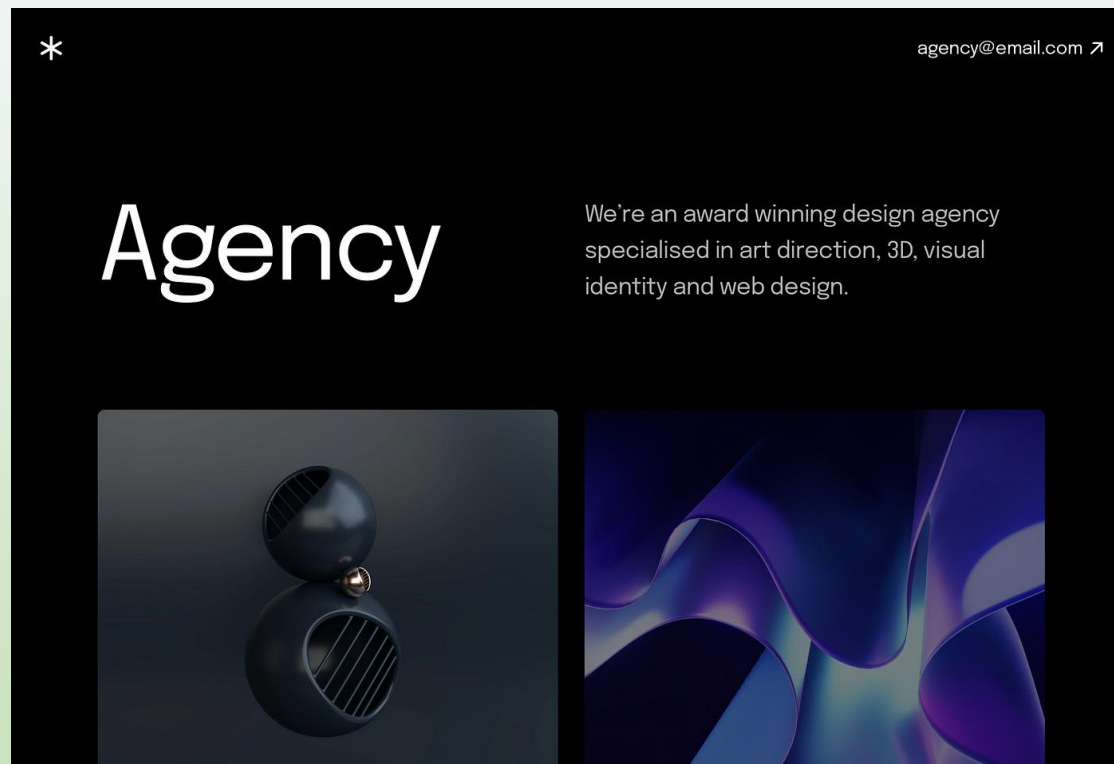 agency@email.com
Agency
We’re an award winning design agency
specialised in art direction, 3D, visual
identity and web design.